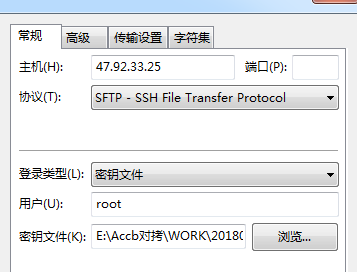 常规 高级 传输设置 字符集
主机(H): 47.92.33.25 端口(P):
协议(T): SFTP - SSH File Transfer Protocol
登录类型(L): 密钥文件
用户(U): root
密钥文件(K): E:\Accb对拷\WORK\20180 浏览...